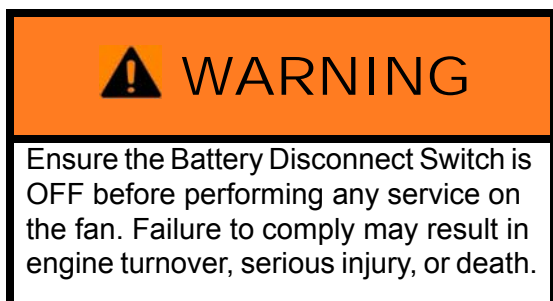 WARNING
Ensure the Battery Disconnect Switch is
OFF before performing any service on
the fan. Failure to comply may result in
engine turnover, serious injury, or death.